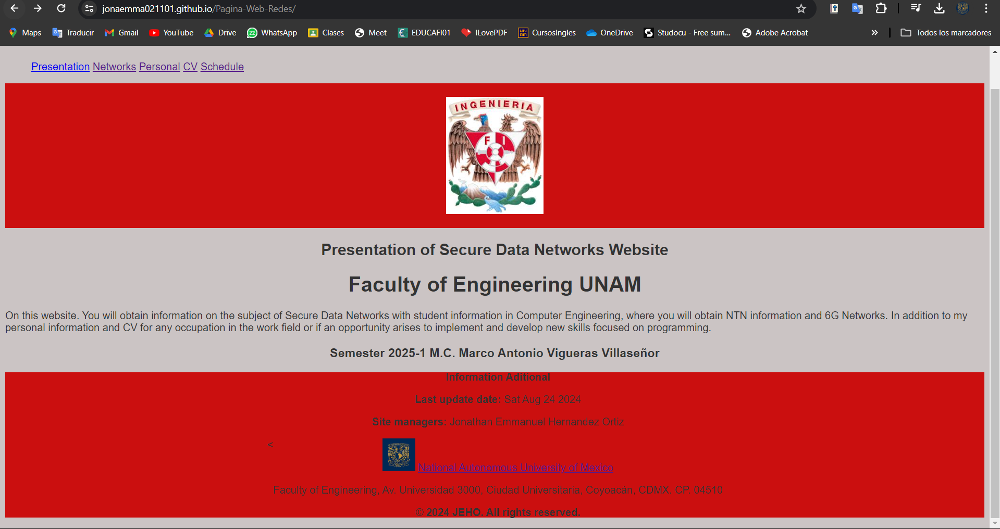 jonaemma021101.github.io/Pagina-Web-Redes/
Maps Traducir Gmail YouTube Drive 22 WhatsApp Clases Meet EDUCAFI01 ILovePDF UNAM CursosIngles OneDrive Studocu - Free sum... Adobe Acrobat » Todos los marcadores
Presentation Networks Personal CV Schedule
INGENIERIA
F I
Presentation of Secure Data Networks Website
Faculty of Engineering UNAM
On this website. You will obtain information on the subject of Secure Data Networks with student information in Computer Engineering, where you will obtain NTN information and 6G Networks. In addition to my
personal information and CV for any occupation in the work field or if an opportunity arises to implement and develop new skills focused on programming.
Semester 2025-1 M.C. Marco Antonio Vigueras Villaseñor
Information Aditional
Last update date: Sat Aug 24 2024
Site managers: Jonathan Emmanuel Hernandez Ortiz
<
National Autonomous University of Mexico
Faculty of Engineering, Av. Universidad 3000, Ciudad Universitaria, Coyoacán, CDMX. CP. 04510
© 2024 JEHO. All rights reserved.